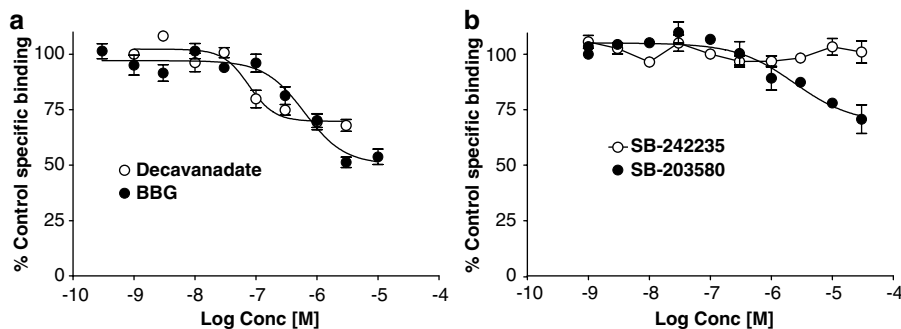 a
% Control specific binding
100
75
50
25
0
Decavanadate
BBG
-10
-9
-8
-7
-6
-5
-4
Log Conc [M]
b
% Control specific binding
100
75
50
25
0
SB-242235
SB-203580
-10
-9
-8
-7
-6
-5
-4
Log Conc [M]